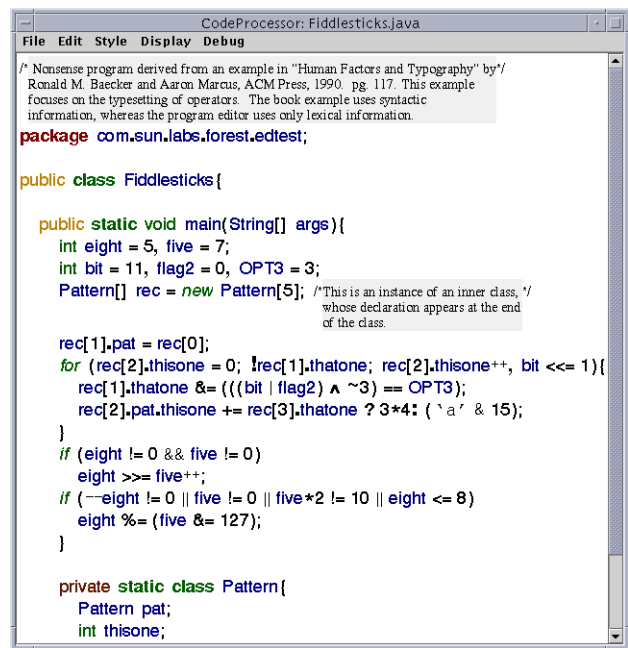 CodeProcessor: Fiddlesticks.java
File Edit Style Display Debug
/* Nonsense program derived from an example in "Human Factors and Typography" by*/
Ronald M. Baecker and Aaron Marcus, ACM Press, 1990. pg. 117. This example
focuses on the typesetting of operators. The book example uses syntactic
information, whereas the program editor uses only lexical information.
package com.sun.labs.forest.edtest;
public class Fiddlesticks{
public static void main(String[] args){
int eight = 5, five = 7;
int bit = 11, flag2 = 0, OPT3 = 3;
Pattern[] rec = new Pattern[5]; /*This is an instance of an inner class, */
whose declaration appears at the end
of the class.
rec[1].pat = rec[0];
for (rec[2].thisone = 0; !rec[1].thatone; rec[2].thisone++, bit <<= 1){
rec[1].thatone &= (((bit | flag2) ∧ ~3) == OPT3);
rec[2].pat.thisone += rec[3].thatone ? 3*4: (`a′ & 15);
}
if (eight != 0 && five != 0)
eight >>= five++;
if (--eight != 0 || five != 0 || five*2 != 10 || eight <= 8)
eight %= (five &= 127);
}
private static class Pattern{
Pattern pat;
int thisone;